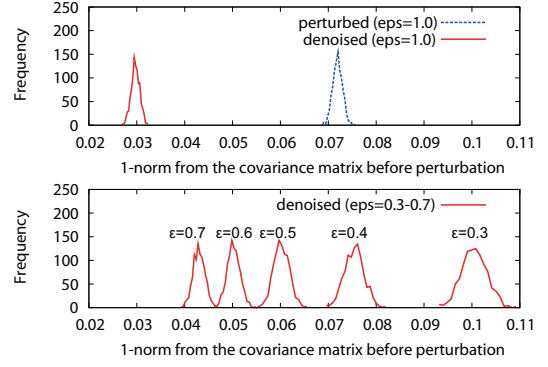 250
200
150
100
50
0
Frequency
perturbed (eps=1.0)
denoised (eps=1.0)
0.02 0.03 0.04 0.05 0.06 0.07 0.08 0.09 0.1 0.11
1-norm from the covariance matrix before perturbation
250
200
150
100
50
0
Frequency
denoised (eps=0.3-0.7)
ε=0.7 ε=0.6 ε=0.5 ε=0.4 ε=0.3
0.02 0.03 0.04 0.05 0.06 0.07 0.08 0.09 0.1 0.11
1-norm from the covariance matrix before perturbation